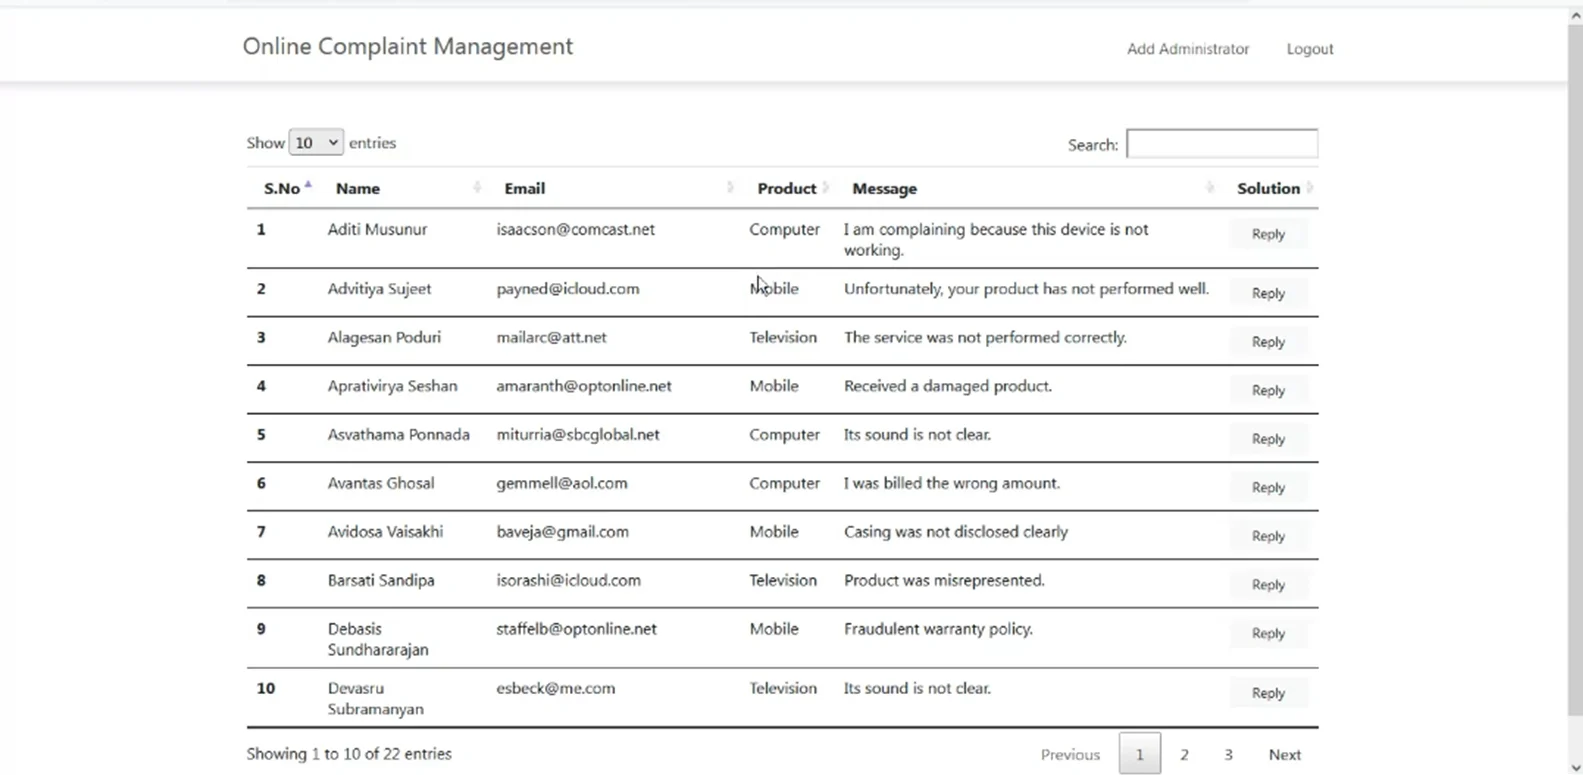 Online Complaint Management Add Administrator Logout
Show 10 entries Search:
S.No Name Email Product Message Solution
1 Aditi Musunur isaacson@comcast.net Computer I am complaining because this device is not Reply
working.
2 Advitiya Sujeet payned@icloud.com Mobile Unfortunately, your product has not performed well. Reply
3 Alagesan Poduri mailarc@att.net Television The service was not performed correctly. Reply
4 Aprativirya Seshan amaranth@optonline.net Mobile Received a damaged product. Reply
5 Asvathama Ponnada miturria@sbcglobal.net Computer Its sound is not clear. Reply
6 Avantas Ghosal gemmell@aol.com Computer I was billed the wrong amount. Reply
7 Avidosa Vaisakhi baveja@gmail.com Mobile Casing was not disclosed clearly Reply
8 Barsati Sandipa isorashi@icloud.com Television Product was misrepresented. Reply
9 Debasis staffelb@optonline.net Mobile Fraudulent warranty policy. Reply
Sundhararajan
10 Devasru esbeck@me.com Television Its sound is not clear. Reply
Subramanyan
Showing 1 to 10 of 22 entries Previous 1 2 3 Next